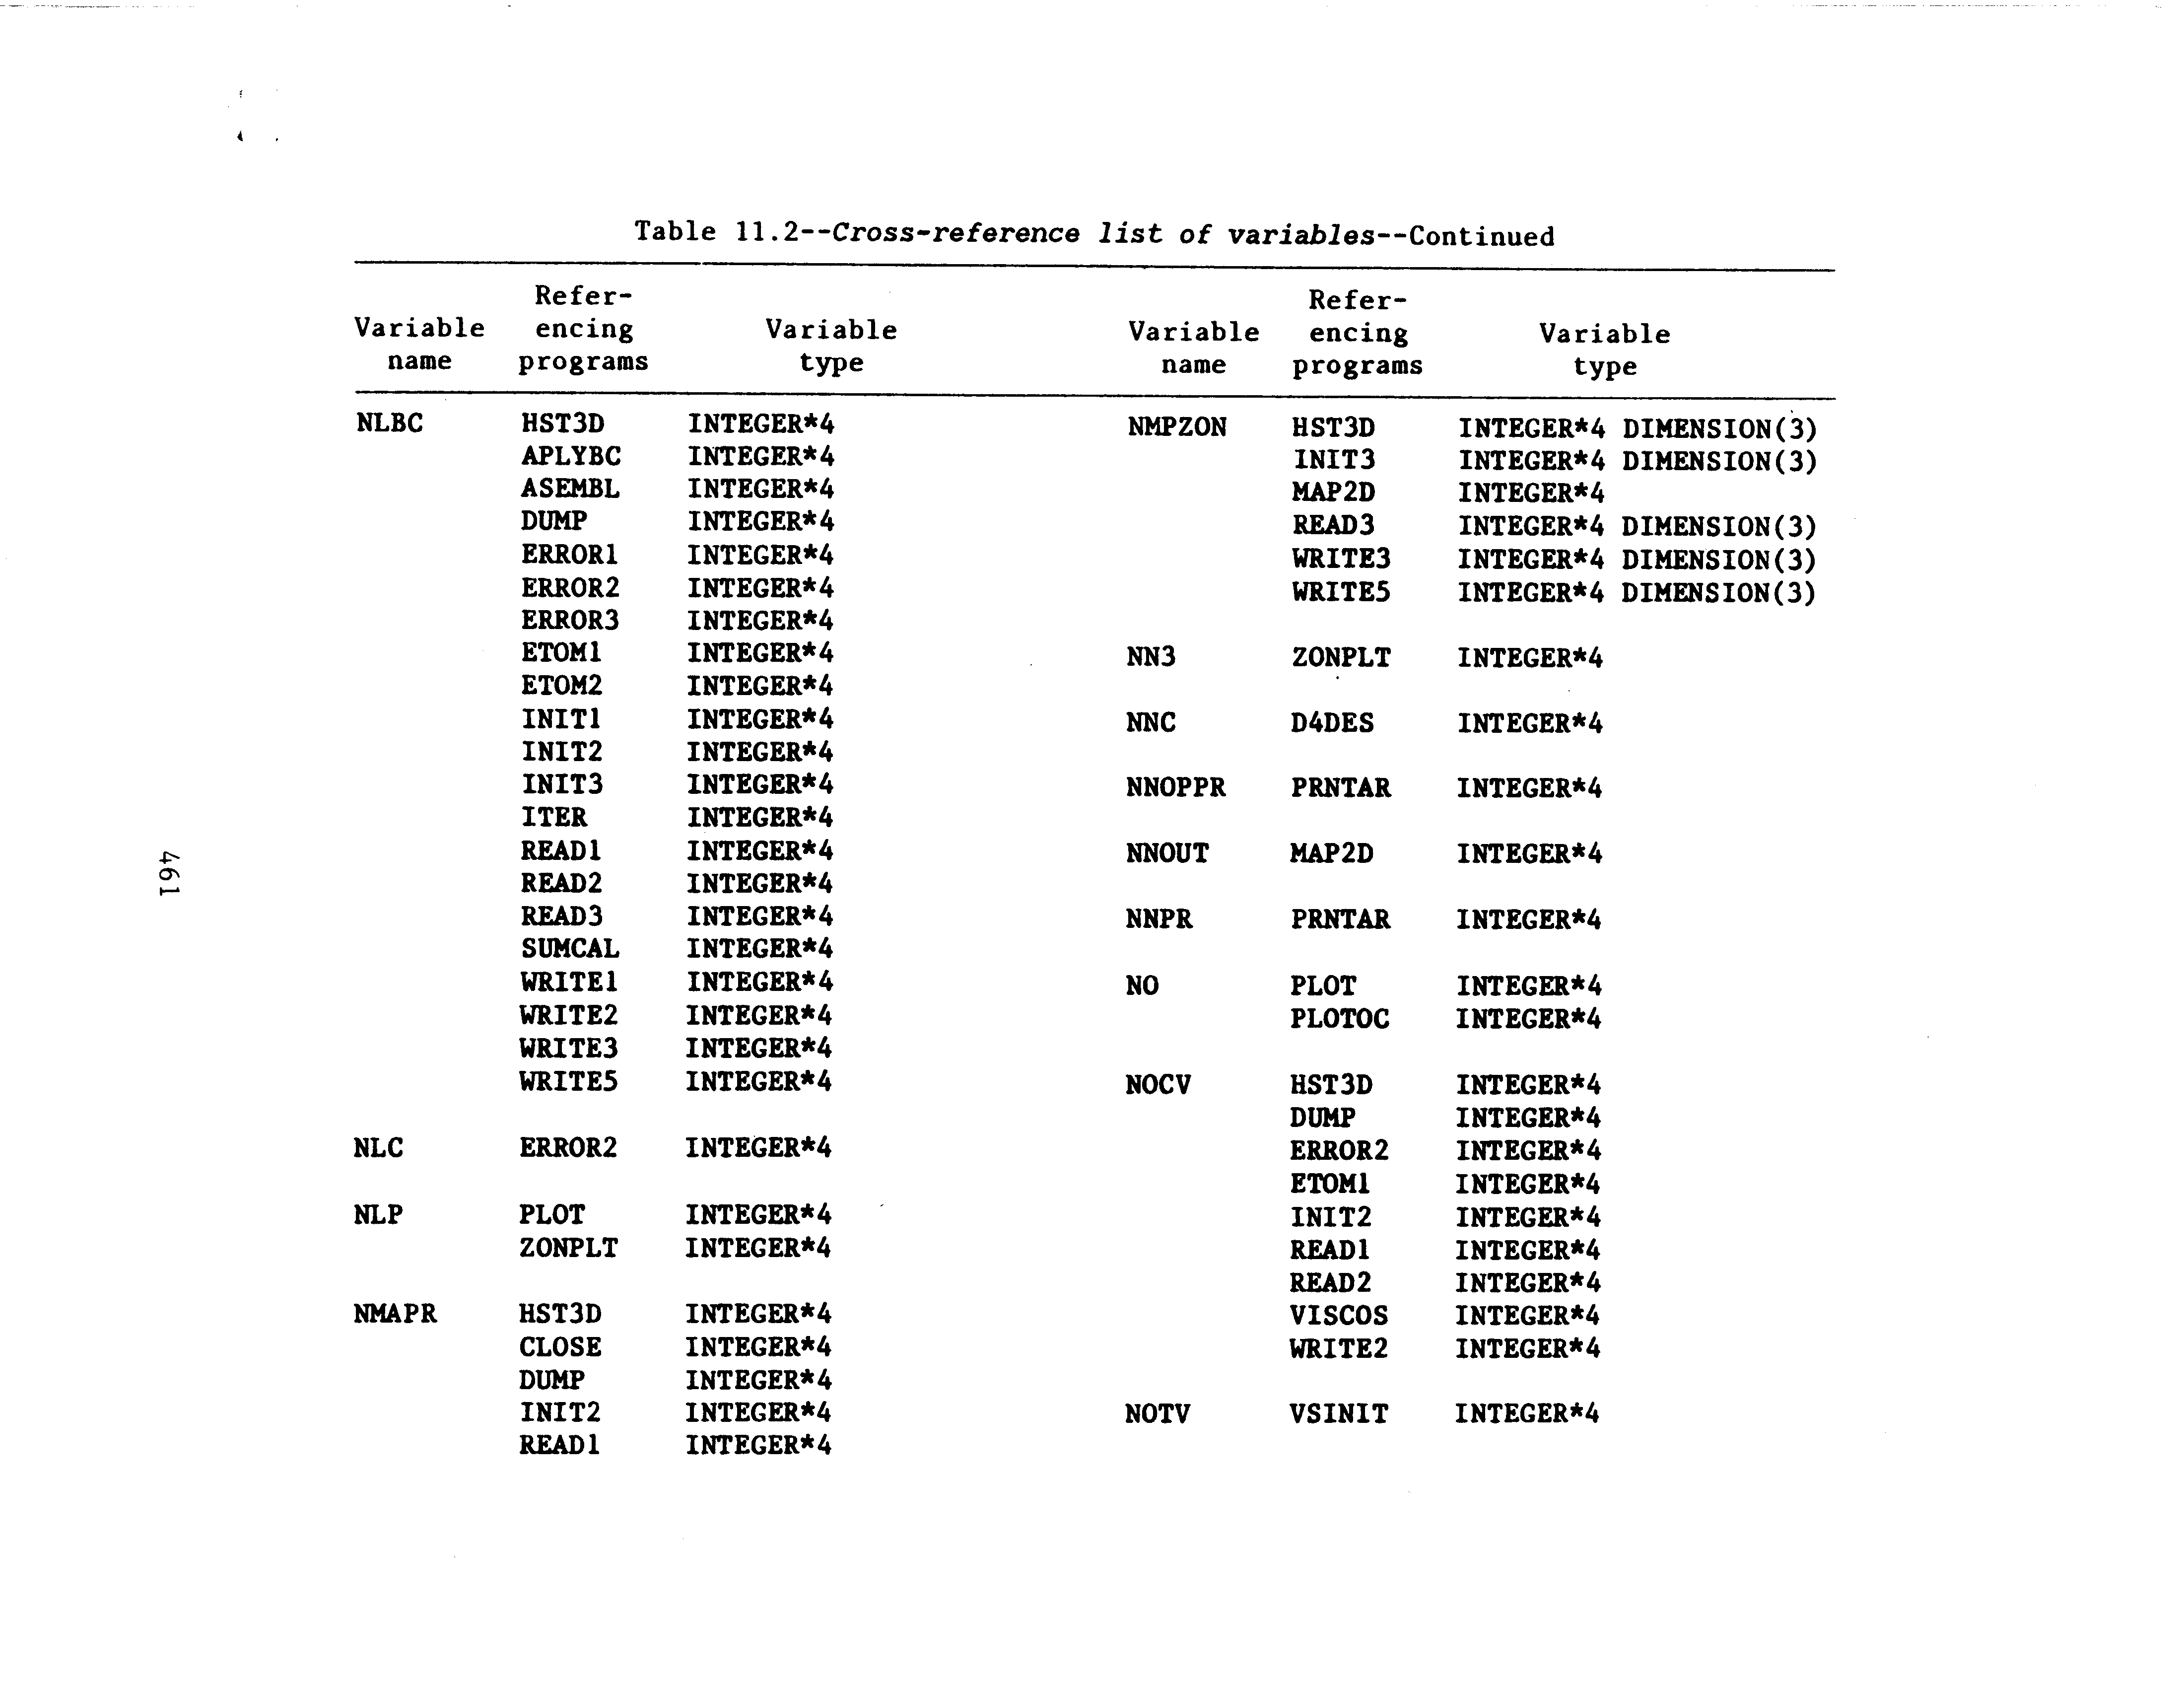 Table 11.2--Cross-reference list of variables--Continued
Variable name Refer-encing programs Variable type
NLBC HST3D INTEGER*4
APLYBC INTEGER*4
ASEMBL INTEGER*4
DUMP INTEGER*4
ERROR1 INTEGER*4
ERROR2 INTEGER*4
ERROR3 INTEGER*4
ETOM1 INTEGER*4
ETOM2 INTEGER*4
INIT1 INTEGER*4
INIT2 INTEGER*4
INIT3 INTEGER*4
ITER INTEGER*4
READ1 INTEGER*4
READ2 INTEGER*4
READ3 INTEGER*4
SUMCAL INTEGER*4
WRITE1 INTEGER*4
WRITE2 INTEGER*4
WRITE3 INTEGER*4
WRITE5 INTEGER*4
NLC ERROR2 INTEGER*4
NLP PLOT INTEGER*4
ZONPLT INTEGER*4
NMAPR HST3D INTEGER*4
CLOSE INTEGER*4
DUMP INTEGER*4
INIT2 INTEGER*4
READ1 INTEGER*4
Variable name Refer-encing programs Variable type
NMPZON HST3D INTEGER*4 DIMENSION(3)
INIT3 INTEGER*4 DIMENSION(3)
MAP2D INTEGER*4
READ3 INTEGER*4 DIMENSION(3)
WRITE3 INTEGER*4 DIMENSION(3)
WRITE5 INTEGER*4 DIMENSION(3)
NN3 ZONPLT INTEGER*4
NNC D4DES INTEGER*4
NNOPPR PRNTAR INTEGER*4
NNOUT MAP2D INTEGER*4
NNPR PRNTAR INTEGER*4
NO PLOT INTEGER*4
PLOTOC INTEGER*4
NOCV HST3D INTEGER*4
DUMP INTEGER*4
ERROR2 INTEGER*4
ETOM1 INTEGER*4
INIT2 INTEGER*4
READ1 INTEGER*4
READ2 INTEGER*4
VISCOS INTEGER*4
WRITE2 INTEGER*4
NOTV VSINIT INTEGER*4
461